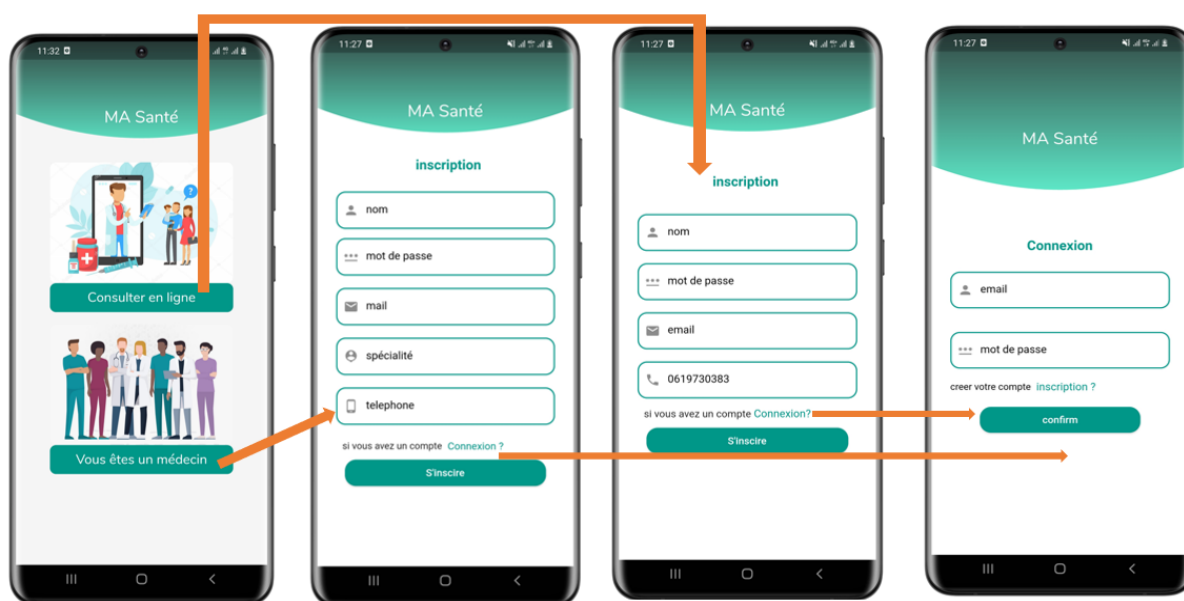 11:32
MA Santé
Consulter en ligne
Vous êtes un médecin
11:27
MA Santé
inscription
nom
mot de passe
mail
spécialité
telephone
si vous avez un compte Connexion ?
S'inscire
11:27
MA Santé
inscription
nom
mot de passe
email
0619730383
si vous avez un compte Connexion?
S'inscire
11:27
MA Santé
Connexion
email
mot de passe
creer votre compte inscription ?
confirm